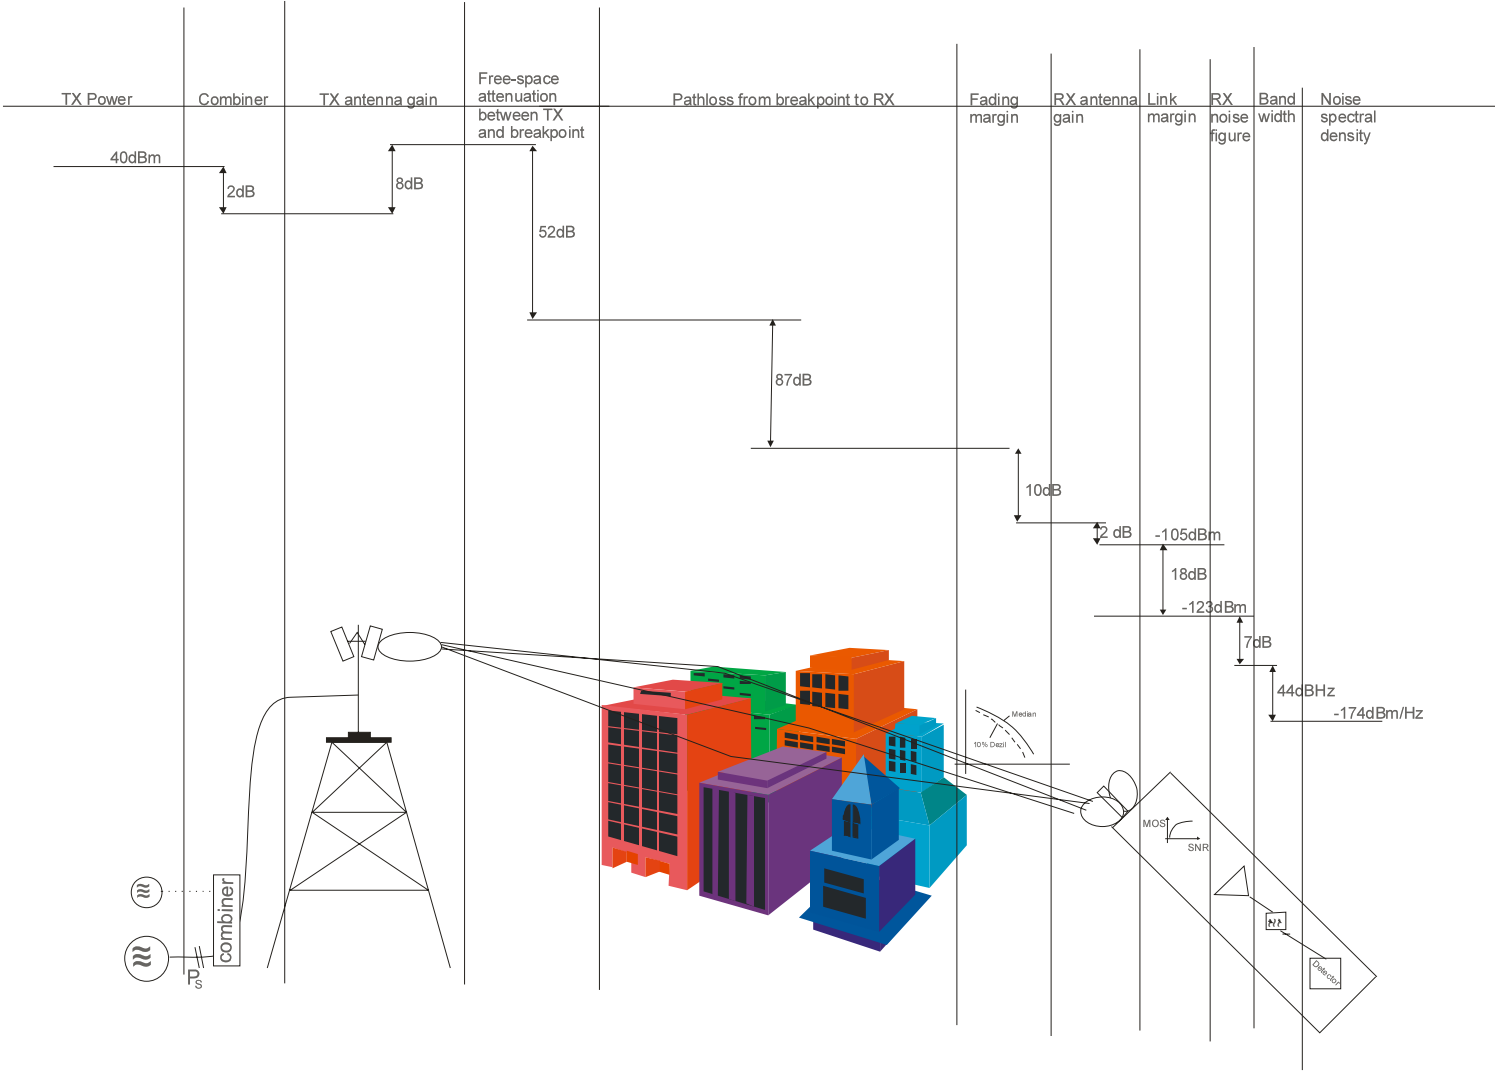 TX Power
Combiner
TX antenna gain
Free-space
attenuation
between TX
and breakpoint
Pathloss from breakpoint to RX
Fading
margin
RX antenna
gain
Link
margin
RX
noise
figure
Band
width
Noise
spectral
density
40dBm
2dB
8dB
52dB
87dB
10dB
2 dB
-105dBm
18dB
-123dBm
7dB
44dBHz
-174dBm/Hz
Median
10% Dezil
MOS
SNR
combiner
PS
Detector